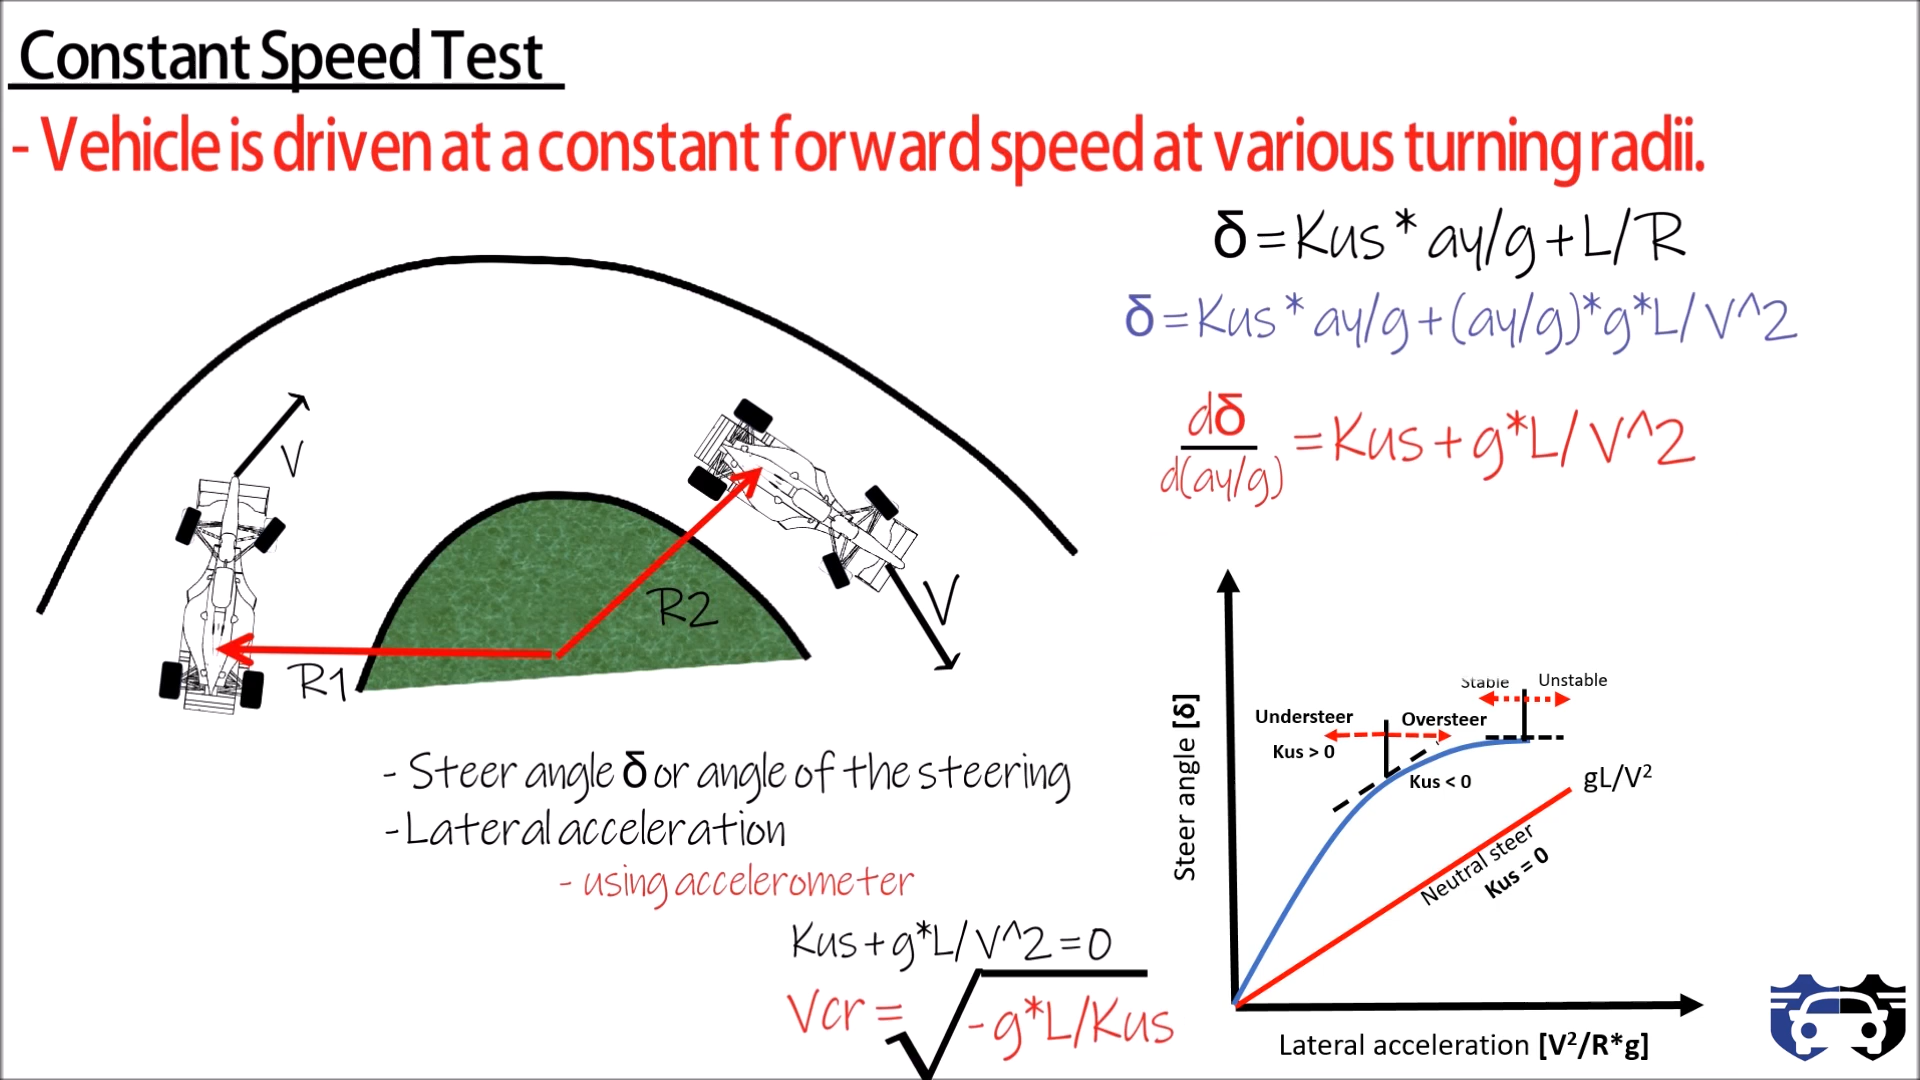 Constant Speed Test
- Vehicle is driven at a constant forward speed at various turning radii.
δ=Kus*ay/g+L/R
δ=Kus*ay/g+(ay/g)*g*L/V^2
dδ
d(ay/g)
=Kus+g*L/V^2
V
V
R1
R2
- Steer angle δ or angle of the steering
- Lateral acceleration
- using accelerometer
Kus+g*L/V^2=0
Vcr=√-g*L/Kus
Steer angle [δ]
Stable
Unstable
Understeer
Oversteer
Kus > 0
Kus < 0
gL/V²
Neutral steer
Kus = 0
Lateral acceleration [V²/R*g]